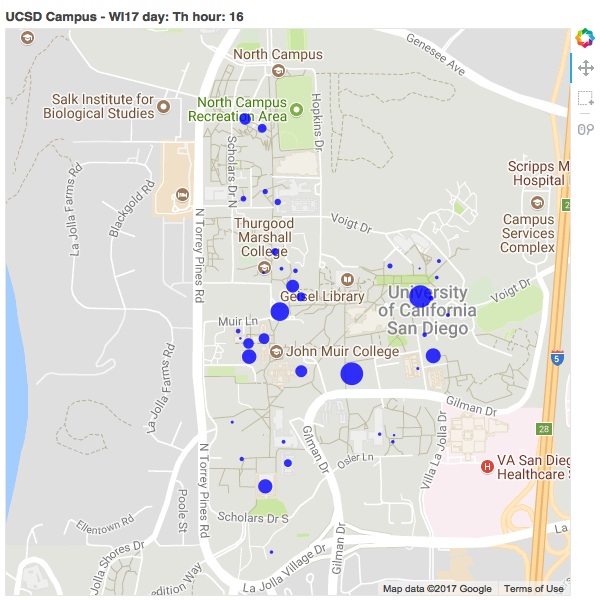 UCSD Campus - WI17 day: Th hour: 16
Genesee Ave
North Campus
Salk Institute for
Biological Studies
North Campus
Recreation Area
Hopkins Dr
Scholars Dr N
Scripps M
Hospital
La Jolla Farms Rd
Blackgold Rd
2
N Torrey Pines Rd
Voigt Dr
Campus
Services
Complex
Thurgood
Marshall
College
Geisel Library
University
of California
San Diego
Voigt Dr
Muir Ln
John Muir College
5
La Jolla Farms Rd
Gilman Dr
Gilman Dr
Villa La Jolla Dr
28
N Torrey Pines Rd
Osler Ln
H
VA San Dieg
Healthcare S
Poole St
Ellentown Rd
Scholars Dr S
Gilman Dr
La
La Jolla Shores Dr
edition Way
La Jolla Village Dr
Map data ©2017 Google
Terms of Use